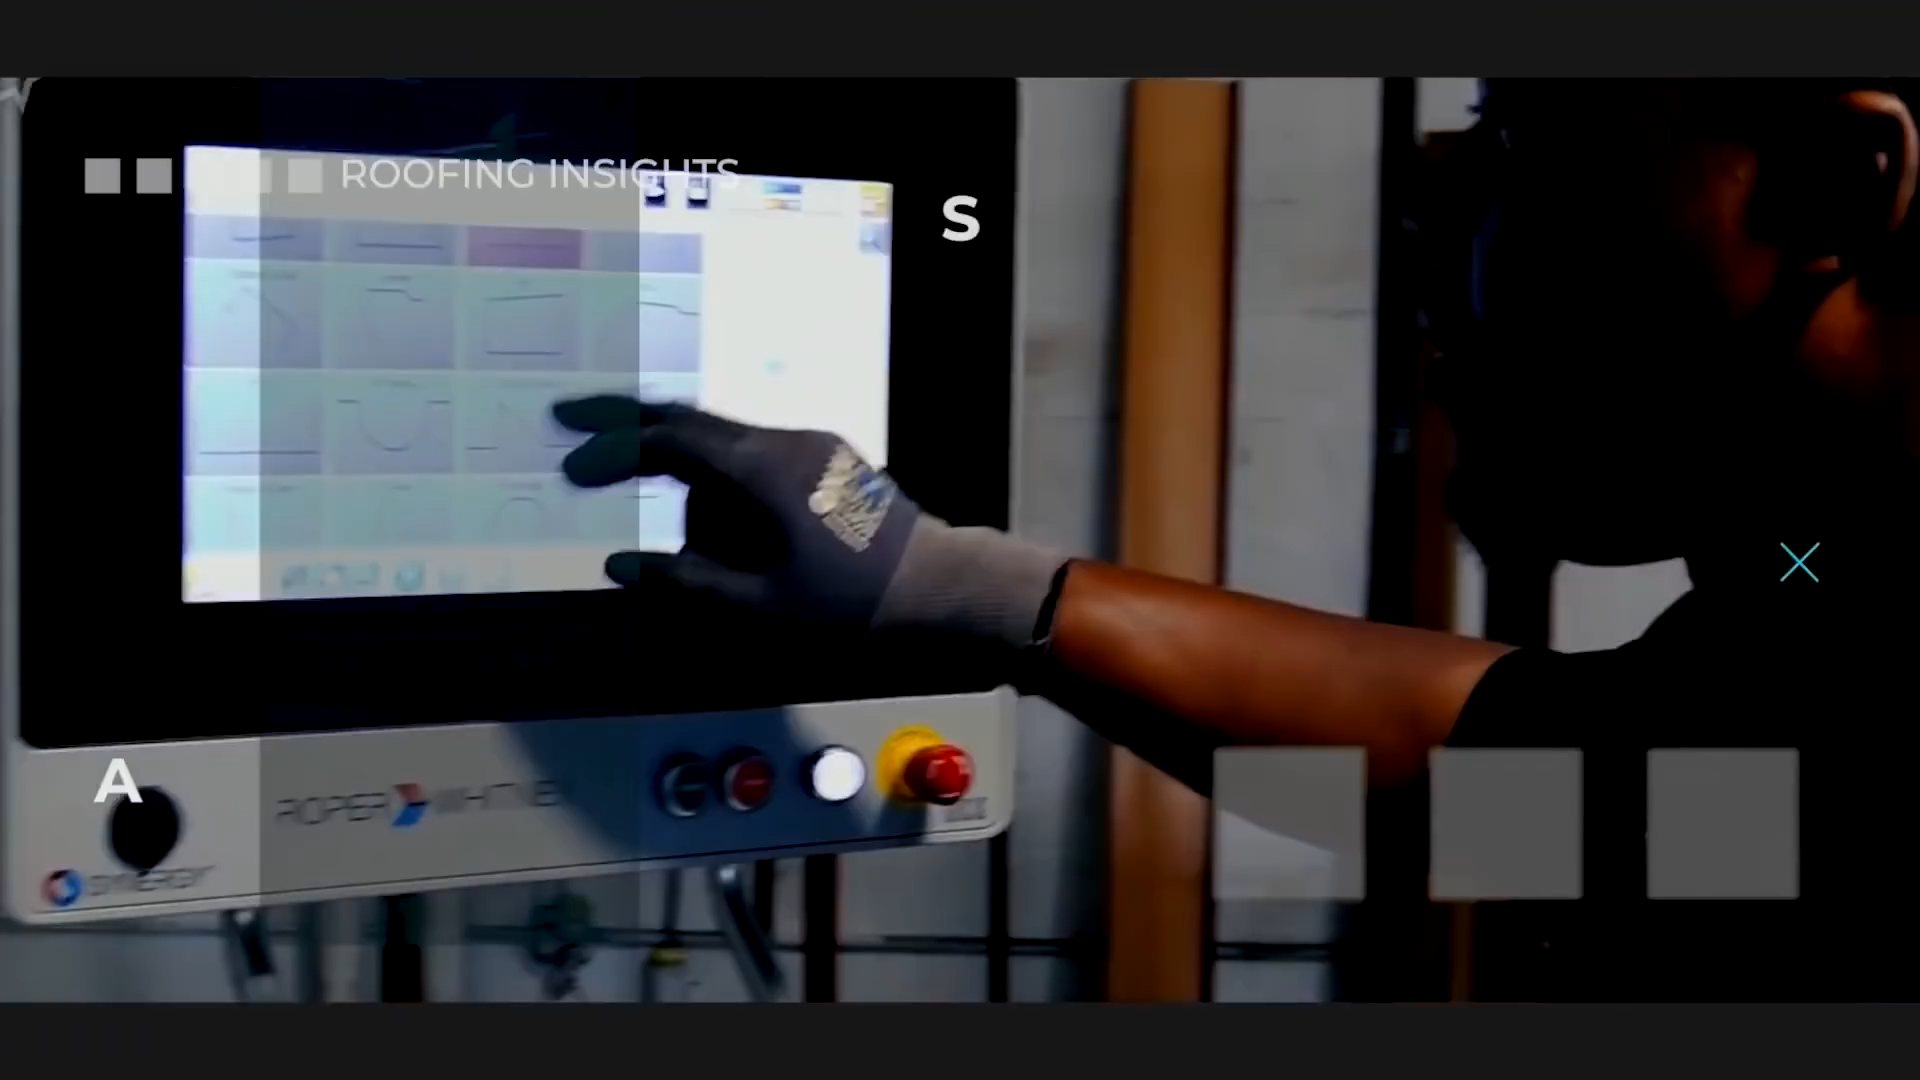 ROOFING INSIGHTS
S
A
ROPER WHITNEY
SYNERGY